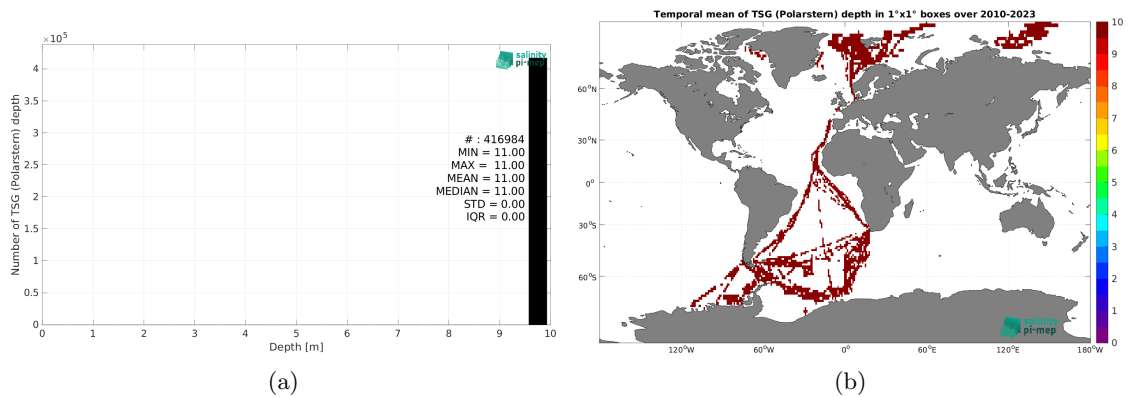 ×10⁵
4
3.5
3
2.5
2
1.5
1
0.5
0
Number of TSG (Polarstern) depth
salinity
pi-mep
# : 416984
MIN = 11.00
MAX = 11.00
MEAN = 11.00
MEDIAN = 11.00
STD = 0.00
IQR = 0.00
0 1 2 3 4 5 6 7 8 9 10
Depth [m]
(a)
Temporal mean of TSG (Polarstern) depth in 1°x1° boxes over 2010-2023
60°N
30°N
0°
30°S
60°S
120°W 60°W 0° 60°E 120°E 180°W
salinity
pi-mep
10
9
8
7
6
5
4
3
2
1
0
(b)